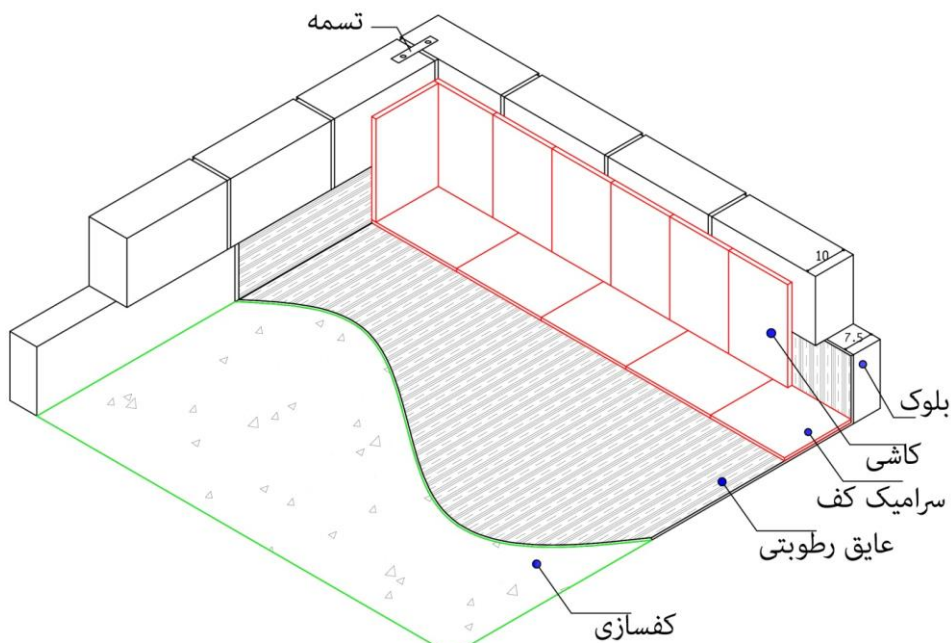 تسمه
10
7.5
بلوک
کاشی
سرامیک کف
عایق رطوبتی
کفسازی